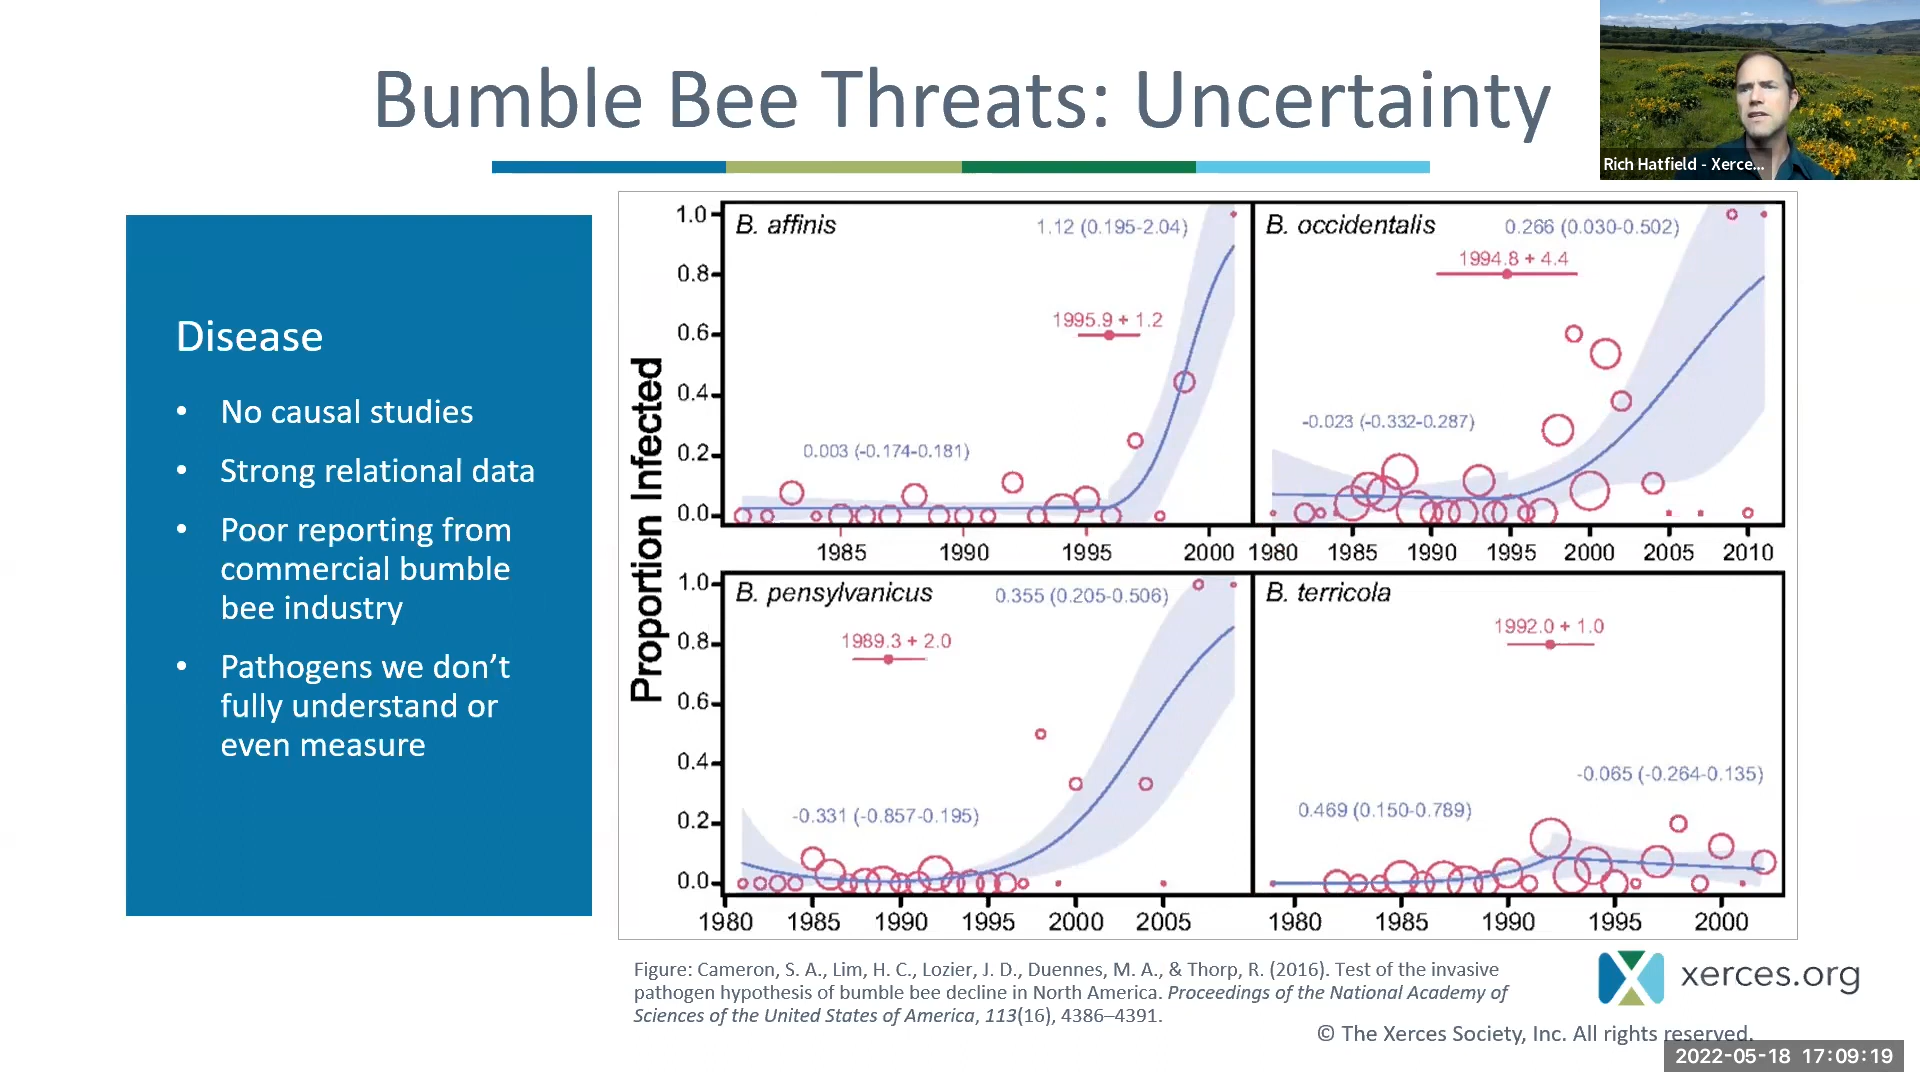 Bumble Bee Threats: Uncertainty
Rich Hatfield - Xerce...
Disease
• No causal studies
• Strong relational data
• Poor reporting from
commercial bumble
bee industry
• Pathogens we don't
fully understand or
even measure
Proportion Infected
1.0
0.8
0.6
0.4
0.2
0.0
B. affinis
1.12 (0.195-2.04)
1995.9 + 1.2
0.003 (-0.174-0.181)
1985 1990 1995 2000
B. occidentalis
0.266 (0.030-0.502)
1994.8 + 4.4
-0.023 (-0.332-0.287)
1980 1985 1990 1995 2000 2005 2010
1.0
0.8
0.6
0.4
0.2
0.0
B. pensylvanicus
0.355 (0.205-0.506)
1989.3 + 2.0
-0.331 (-0.857-0.195)
1980 1985 1990 1995 2000 2005
B. terricola
1992.0 + 1.0
-0.065 (-0.264-0.135)
0.469 (0.150-0.789)
1980 1985 1990 1995 2000
Figure: Cameron, S. A., Lim, H. C., Lozier, J. D., Duennes, M. A., & Thorp, R. (2016). Test of the invasive
pathogen hypothesis of bumble bee decline in North America. Proceedings of the National Academy of
Sciences of the United States of America, 113(16), 4386–4391.
xerces.org
© The Xerces Society, Inc. All rights reserved.
2022-05-18 17:09:19